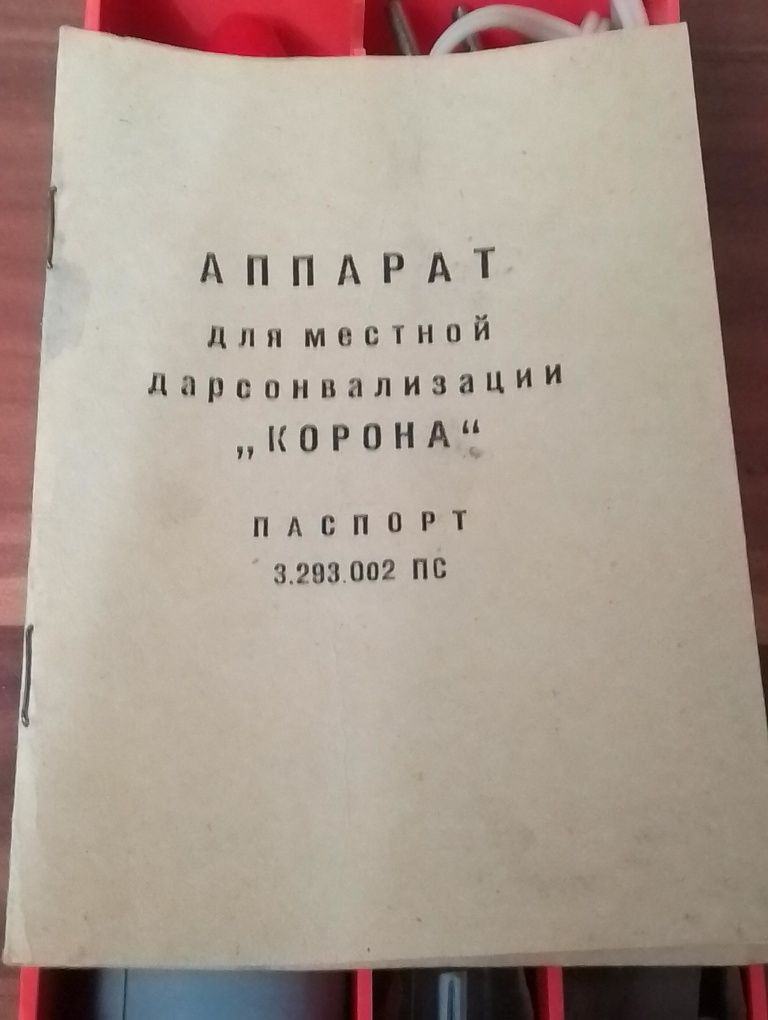 АППАРАТ
для местной
дарсонвализации
„КОРОНА“
ПАСПОРТ
3.293.002 ПС